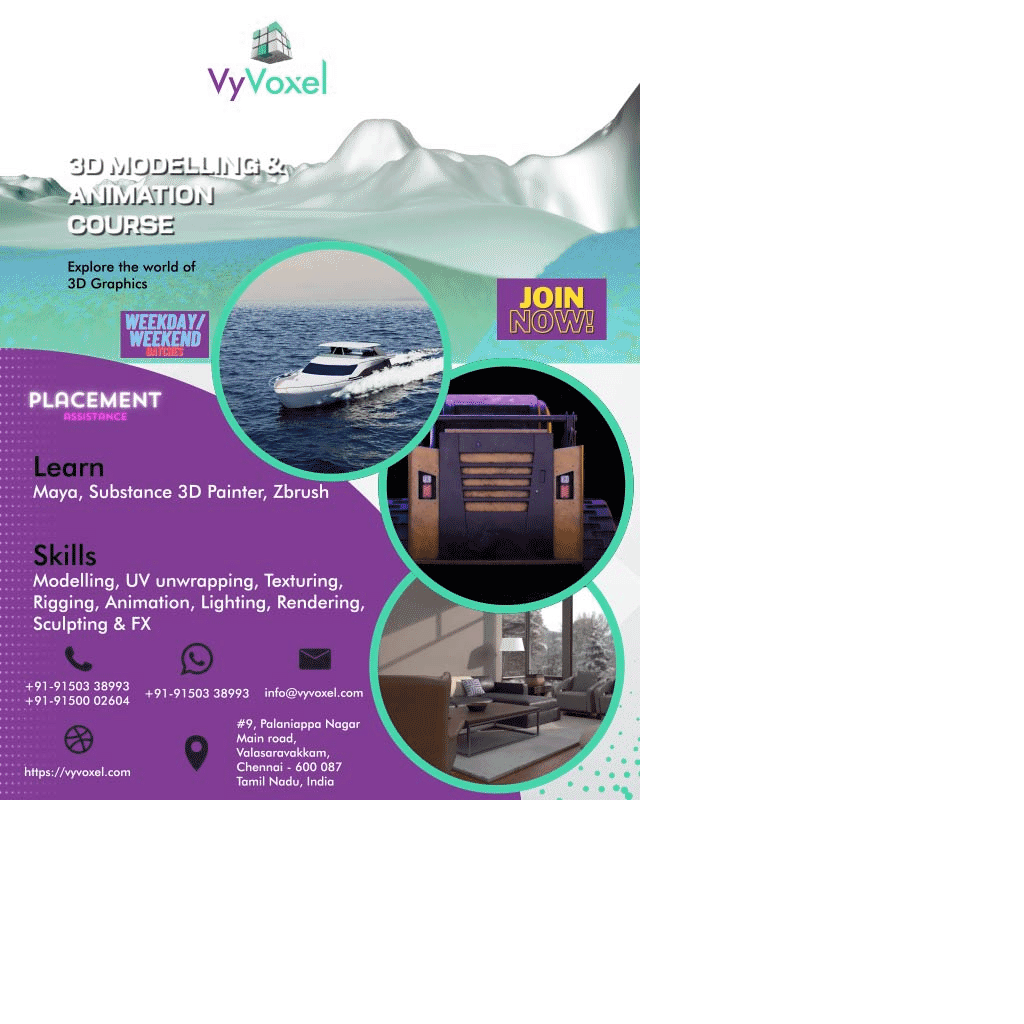 VyVoxel
3D MODELLING &
ANIMATION
COURSE
Explore the world of
3D Graphics
WEEKDAY/
WEEKEND
BATCHES
JOIN
NOW!
PLACEMENT
ASSISTANCE
Learn
Maya, Substance 3D Painter, Zbrush
Skills
Modelling, UV unwrapping, Texturing,
Rigging, Animation, Lighting, Rendering,
Sculpting & FX
+91-91503 38993
+91-91500 02604
+91-91503 38993
info@vyvoxel.com
https://vyvoxel.com
#9, Palaniappa Nagar
Main road,
Valasaravakkam,
Chennai - 600 087
Tamil Nadu, India